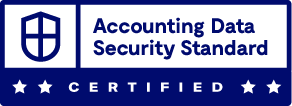 Accounting Data
Security Standard
CERTIFIED